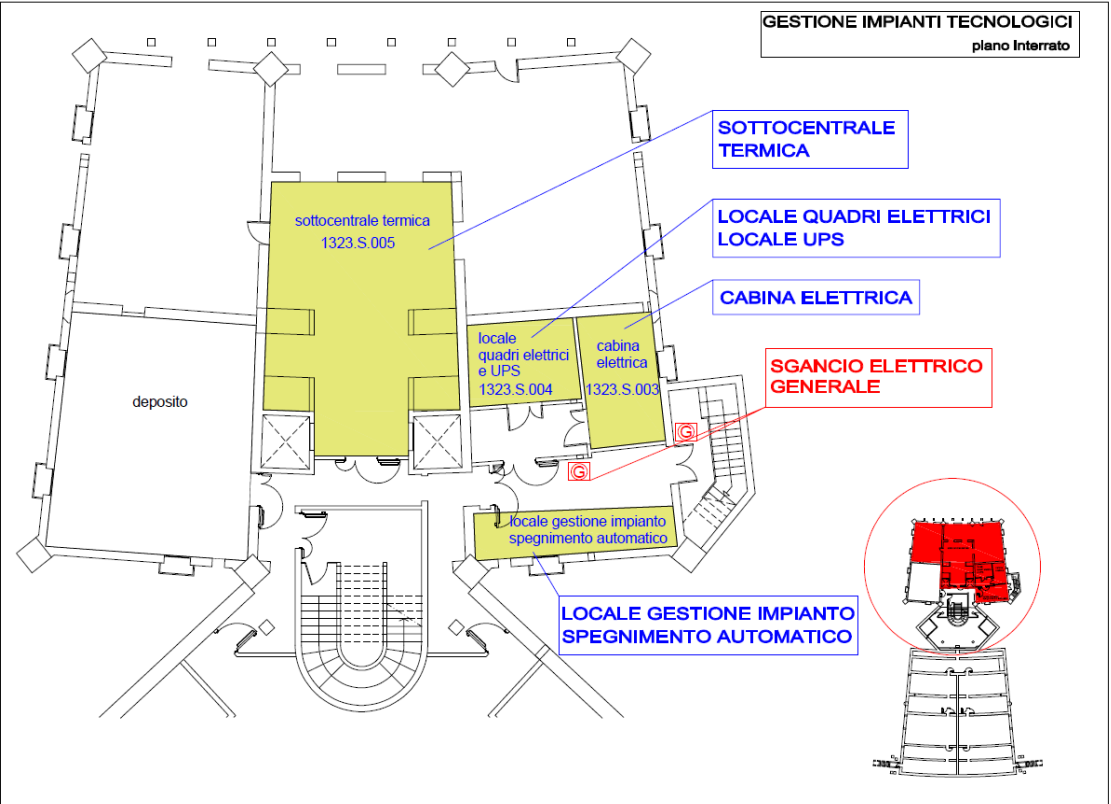 GESTIONE IMPIANTI TECNOLOGICI
piano Interrato
SOTTOCENTRALE
TERMICA
sottocentrale termica
1323.S.005
LOCALE QUADRI ELETTRICI
LOCALE UPS
CABINA ELETTRICA
locale
quadri elettrici
e UPS
1323.S.004
cabina
elettrica
1323.S.003
SGANCIO ELETTRICO
GENERALE
deposito
G
G
locale gestione impianto
spegnimento automatico
LOCALE GESTIONE IMPIANTO
SPEGNIMENTO AUTOMATICO